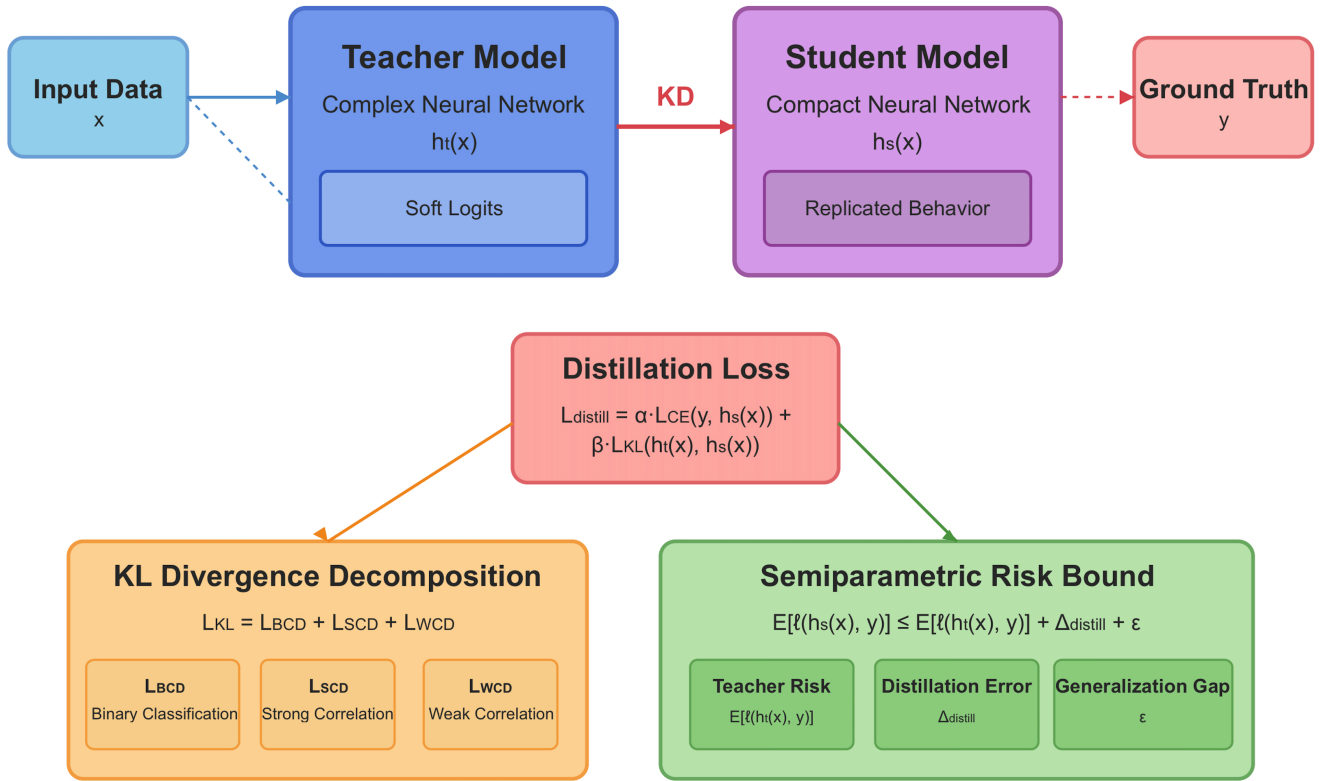 Input Data
x
Teacher Model
Complex Neural Network
hₜ(x)
Soft Logits
KD
Student Model
Compact Neural Network
hₛ(x)
Replicated Behavior
Ground Truth
y
Distillation Loss
Ldistill = α·LCE(y, hₛ(x)) +
β·LKL(hₜ(x), hₛ(x))
KL Divergence Decomposition
LKL = LBCD + LSCD + LWCD
LBCD
Binary Classification
LSCD
Strong Correlation
LWCD
Weak Correlation
Semiparametric Risk Bound
E[ℓ(hₛ(x), y)] ≤ E[ℓ(hₜ(x), y)] + Δdistill + ε
Teacher Risk
E[ℓ(hₜ(x), y)]
Distillation Error
Δdistill
Generalization Gap
ε